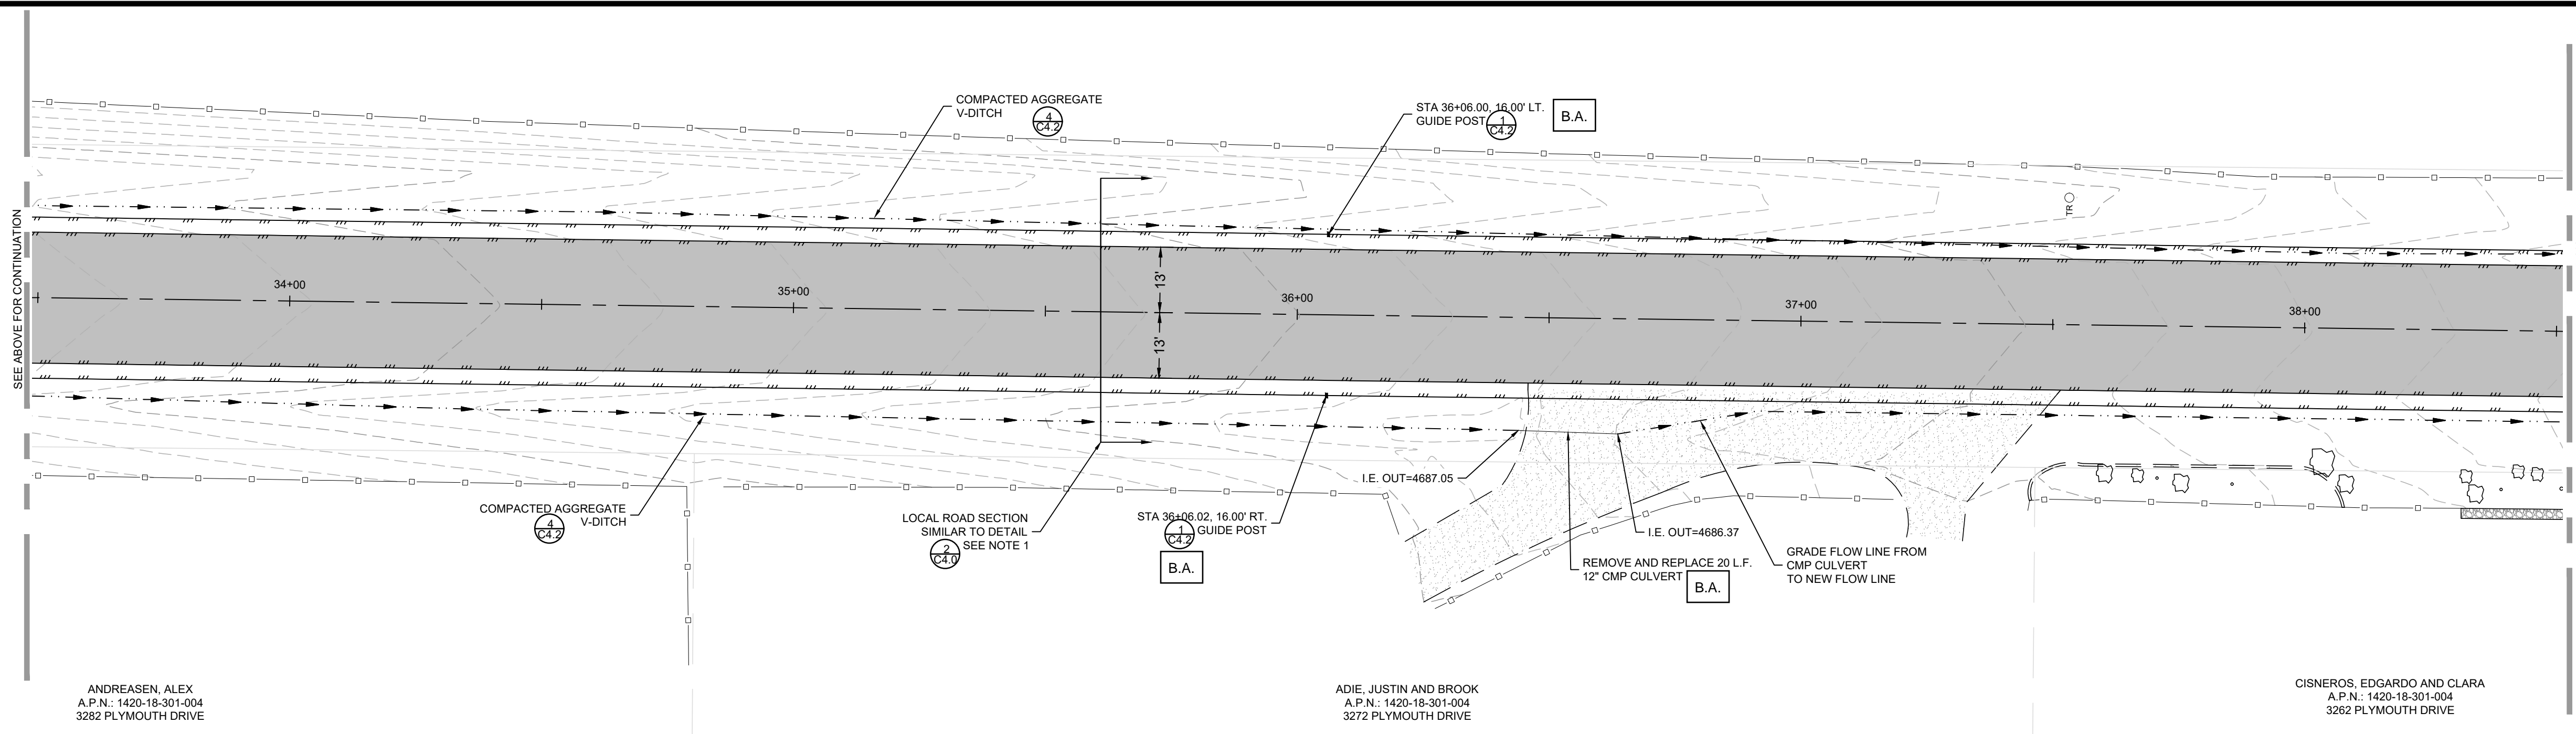 COMPACTED AGGREGATE
V-DITCH
4
C4.2
STA 36+06.00, 16.00' LT.
GUIDE POST
1
C4.2
B.A.
TR
SEE ABOVE FOR CONTINUATION
34+00
35+00
36+00
37+00
38+00
13'
13'
COMPACTED AGGREGATE
V-DITCH
4
C4.2
LOCAL ROAD SECTION
SIMILAR TO DETAIL
SEE NOTE 1
2
C4.0
STA 36+06.02, 16.00' RT.
GUIDE POST
1
C4.2
B.A.
I.E. OUT=4687.05
I.E. OUT=4686.37
REMOVE AND REPLACE 20 L.F.
12" CMP CULVERT
B.A.
GRADE FLOW LINE FROM
CMP CULVERT
TO NEW FLOW LINE
ANDREASEN, ALEX
A.P.N.: 1420-18-301-004
3282 PLYMOUTH DRIVE
ADIE, JUSTIN AND BROOK
A.P.N.: 1420-18-301-004
3272 PLYMOUTH DRIVE
CISNEROS, EDGARDO AND CLARA
A.P.N.: 1420-18-301-004
3262 PLYMOUTH DRIVE